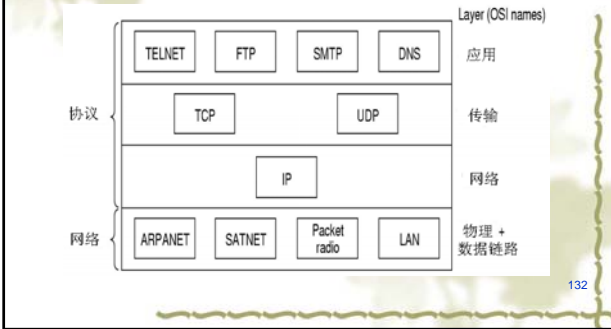 Layer (OSI names)
TELNET FTP SMTP DNS 应用
协议
TCP UDP 传输
IP 网络
网络
ARPANET SATNET Packet radio LAN 物理 +
数据链路
132